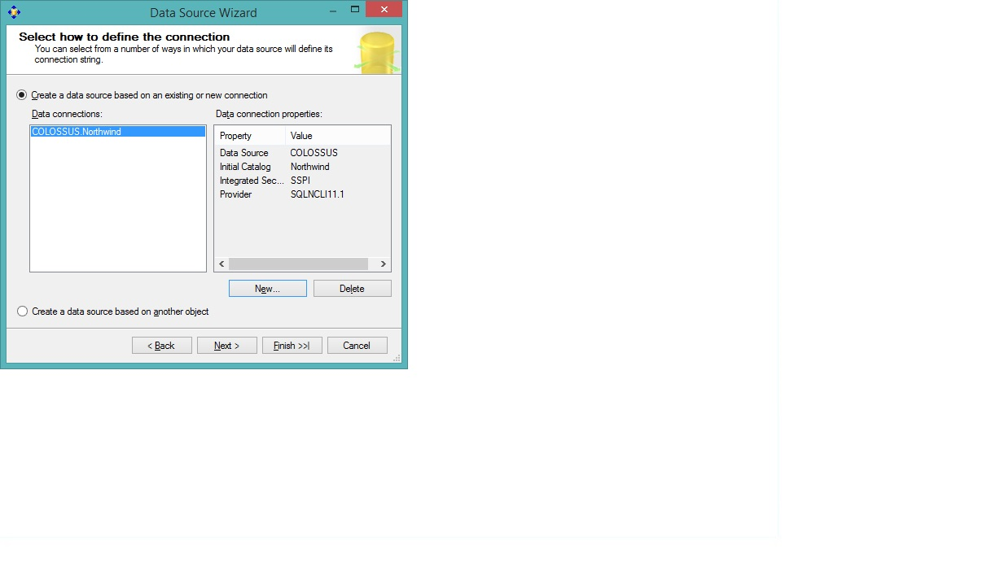 Data Source Wizard
Select how to define the connection
You can select from a number of ways in which your data source will define its
connection string.
Create a data source based on an existing or new connection
Data connections:
Data connection properties:
COLOSSUS.Northwind
Property Value
Data Source COLOSSUS
Initial Catalog Northwind
Integrated Sec... SSPI
Provider SQLNCLI11.1
New... Delete
Create a data source based on another object
< Back Next > Finish >>| Cancel